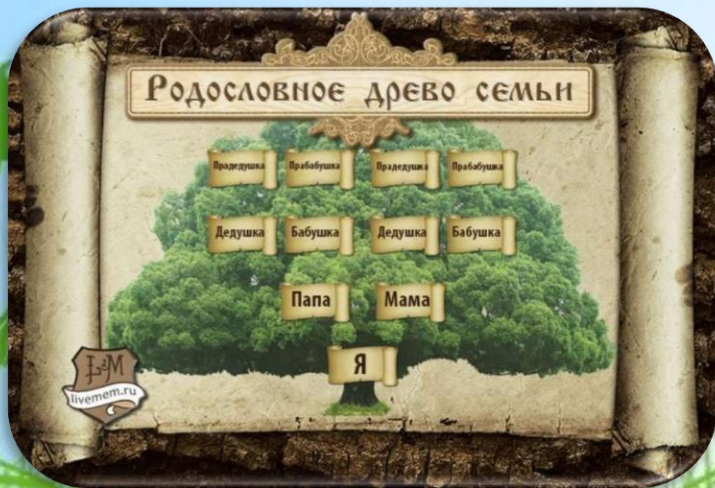 Родословное древо семьи
Прадедушка Прабабушка Прадедушка Прабабушка
Дедушка Бабушка Дедушка Бабушка
Папа Мама
Я
L&M
livemem.ru